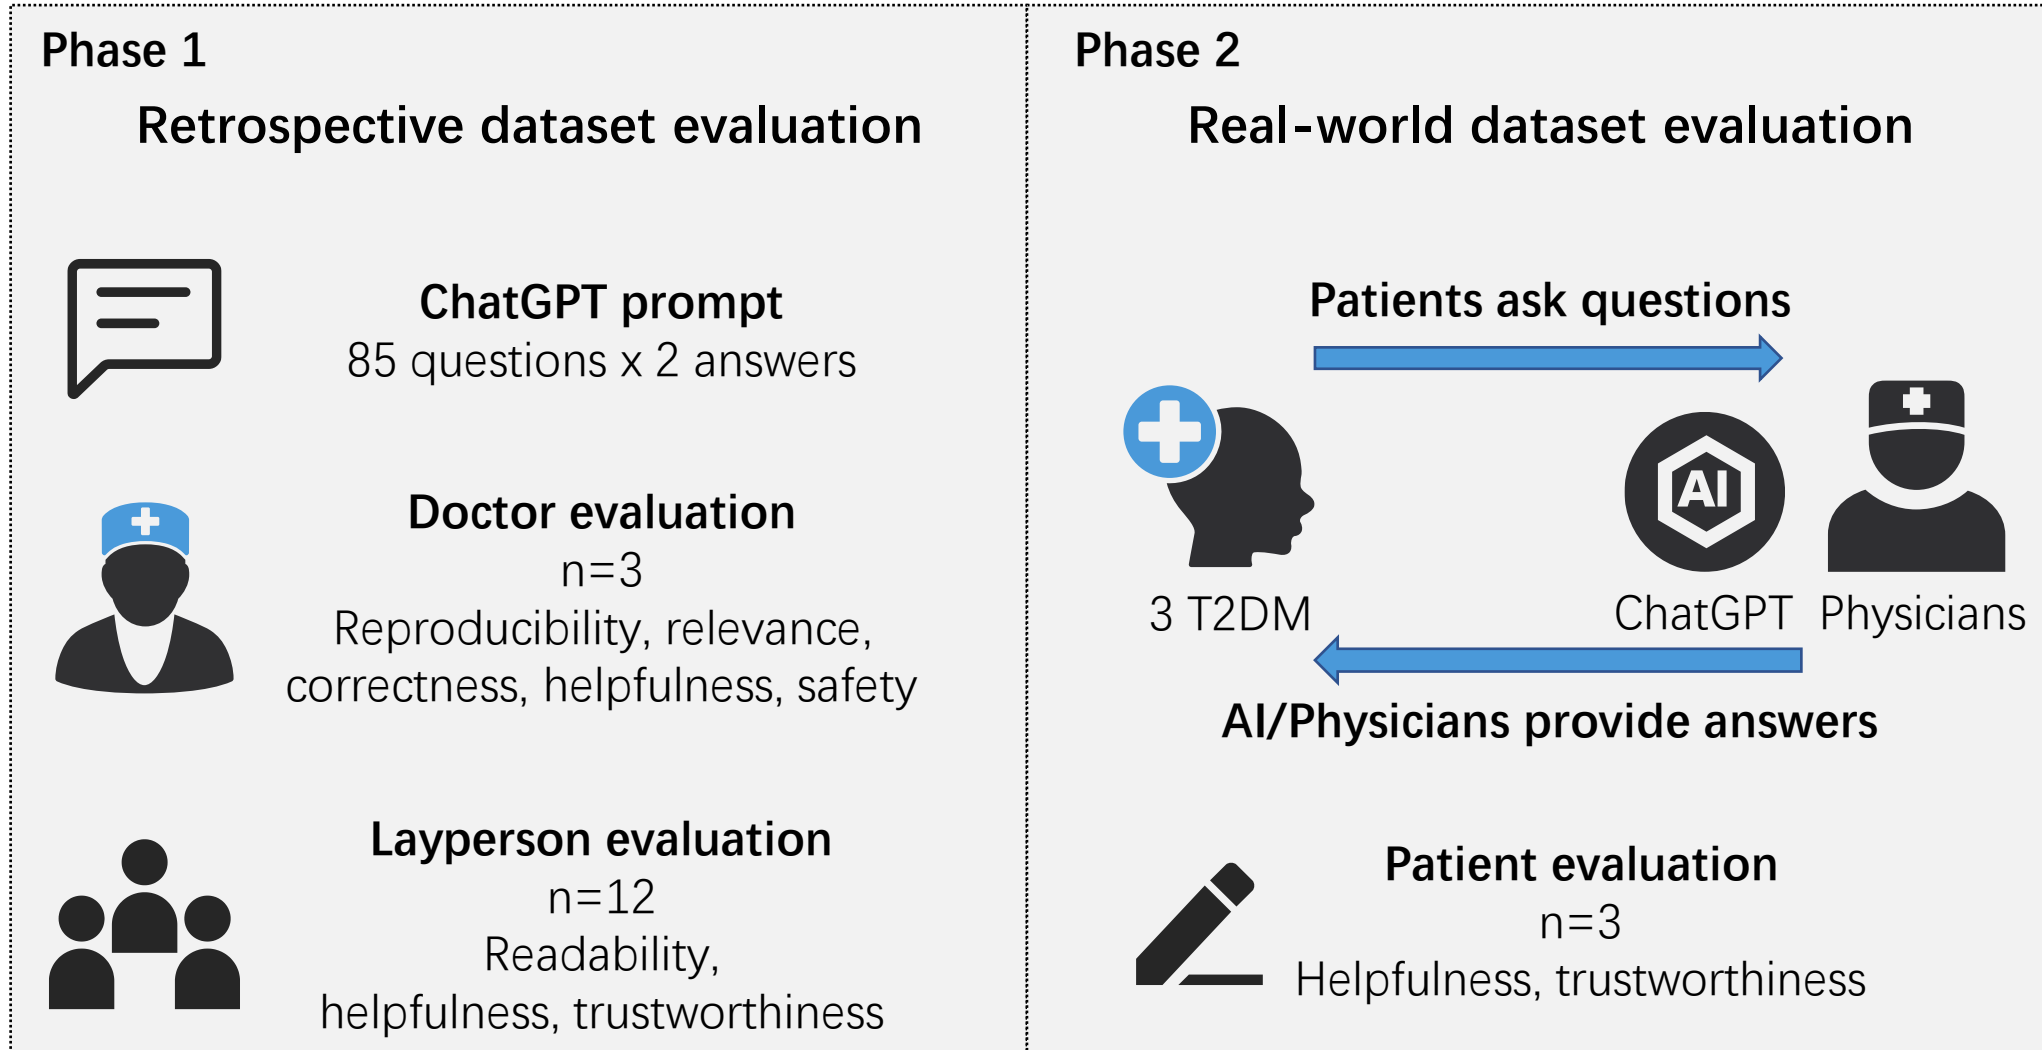 Phase 1
Retrospective dataset evaluation
ChatGPT prompt
85 questions x 2 answers
Doctor evaluation
n=3
Reproducibility, relevance,
correctness, helpfulness, safety
Layperson evaluation
n=12
Readability,
helpfulness, trustworthiness
Phase 2
Real-world dataset evaluation
Patients ask questions
AI
3 T2DM
ChatGPT
Physicians
AI/Physicians provide answers
Patient evaluation
n=3
Helpfulness, trustworthiness